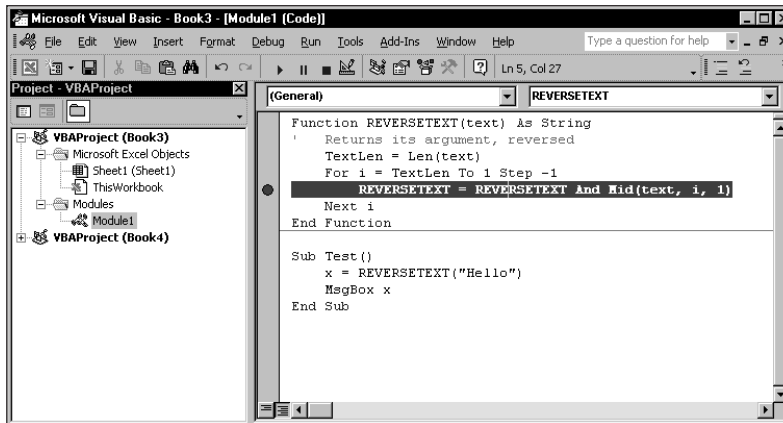 Microsoft Visual Basic - Book3 - [Module1 (Code)]
File Edit View Insert Format Debug Run Tools Add-Ins Window Help Type a question for help
Ln 5, Col 27
Project - VBAProject
VBAProject (Book3)
Microsoft Excel Objects
Sheet1 (Sheet1)
ThisWorkbook
Modules
Module1
VBAProject (Book4)
(General) REVERSETEXT
Function REVERSETEXT(text) As String
'   Returns its argument, reversed
    TextLen = Len(text)
    For i = TextLen To 1 Step -1
        REVERSETEXT = REVERSETEXT And Mid(text, i, 1)
    Next i
End Function
Sub Test()
    x = REVERSETEXT("Hello")
    MsgBox x
End Sub